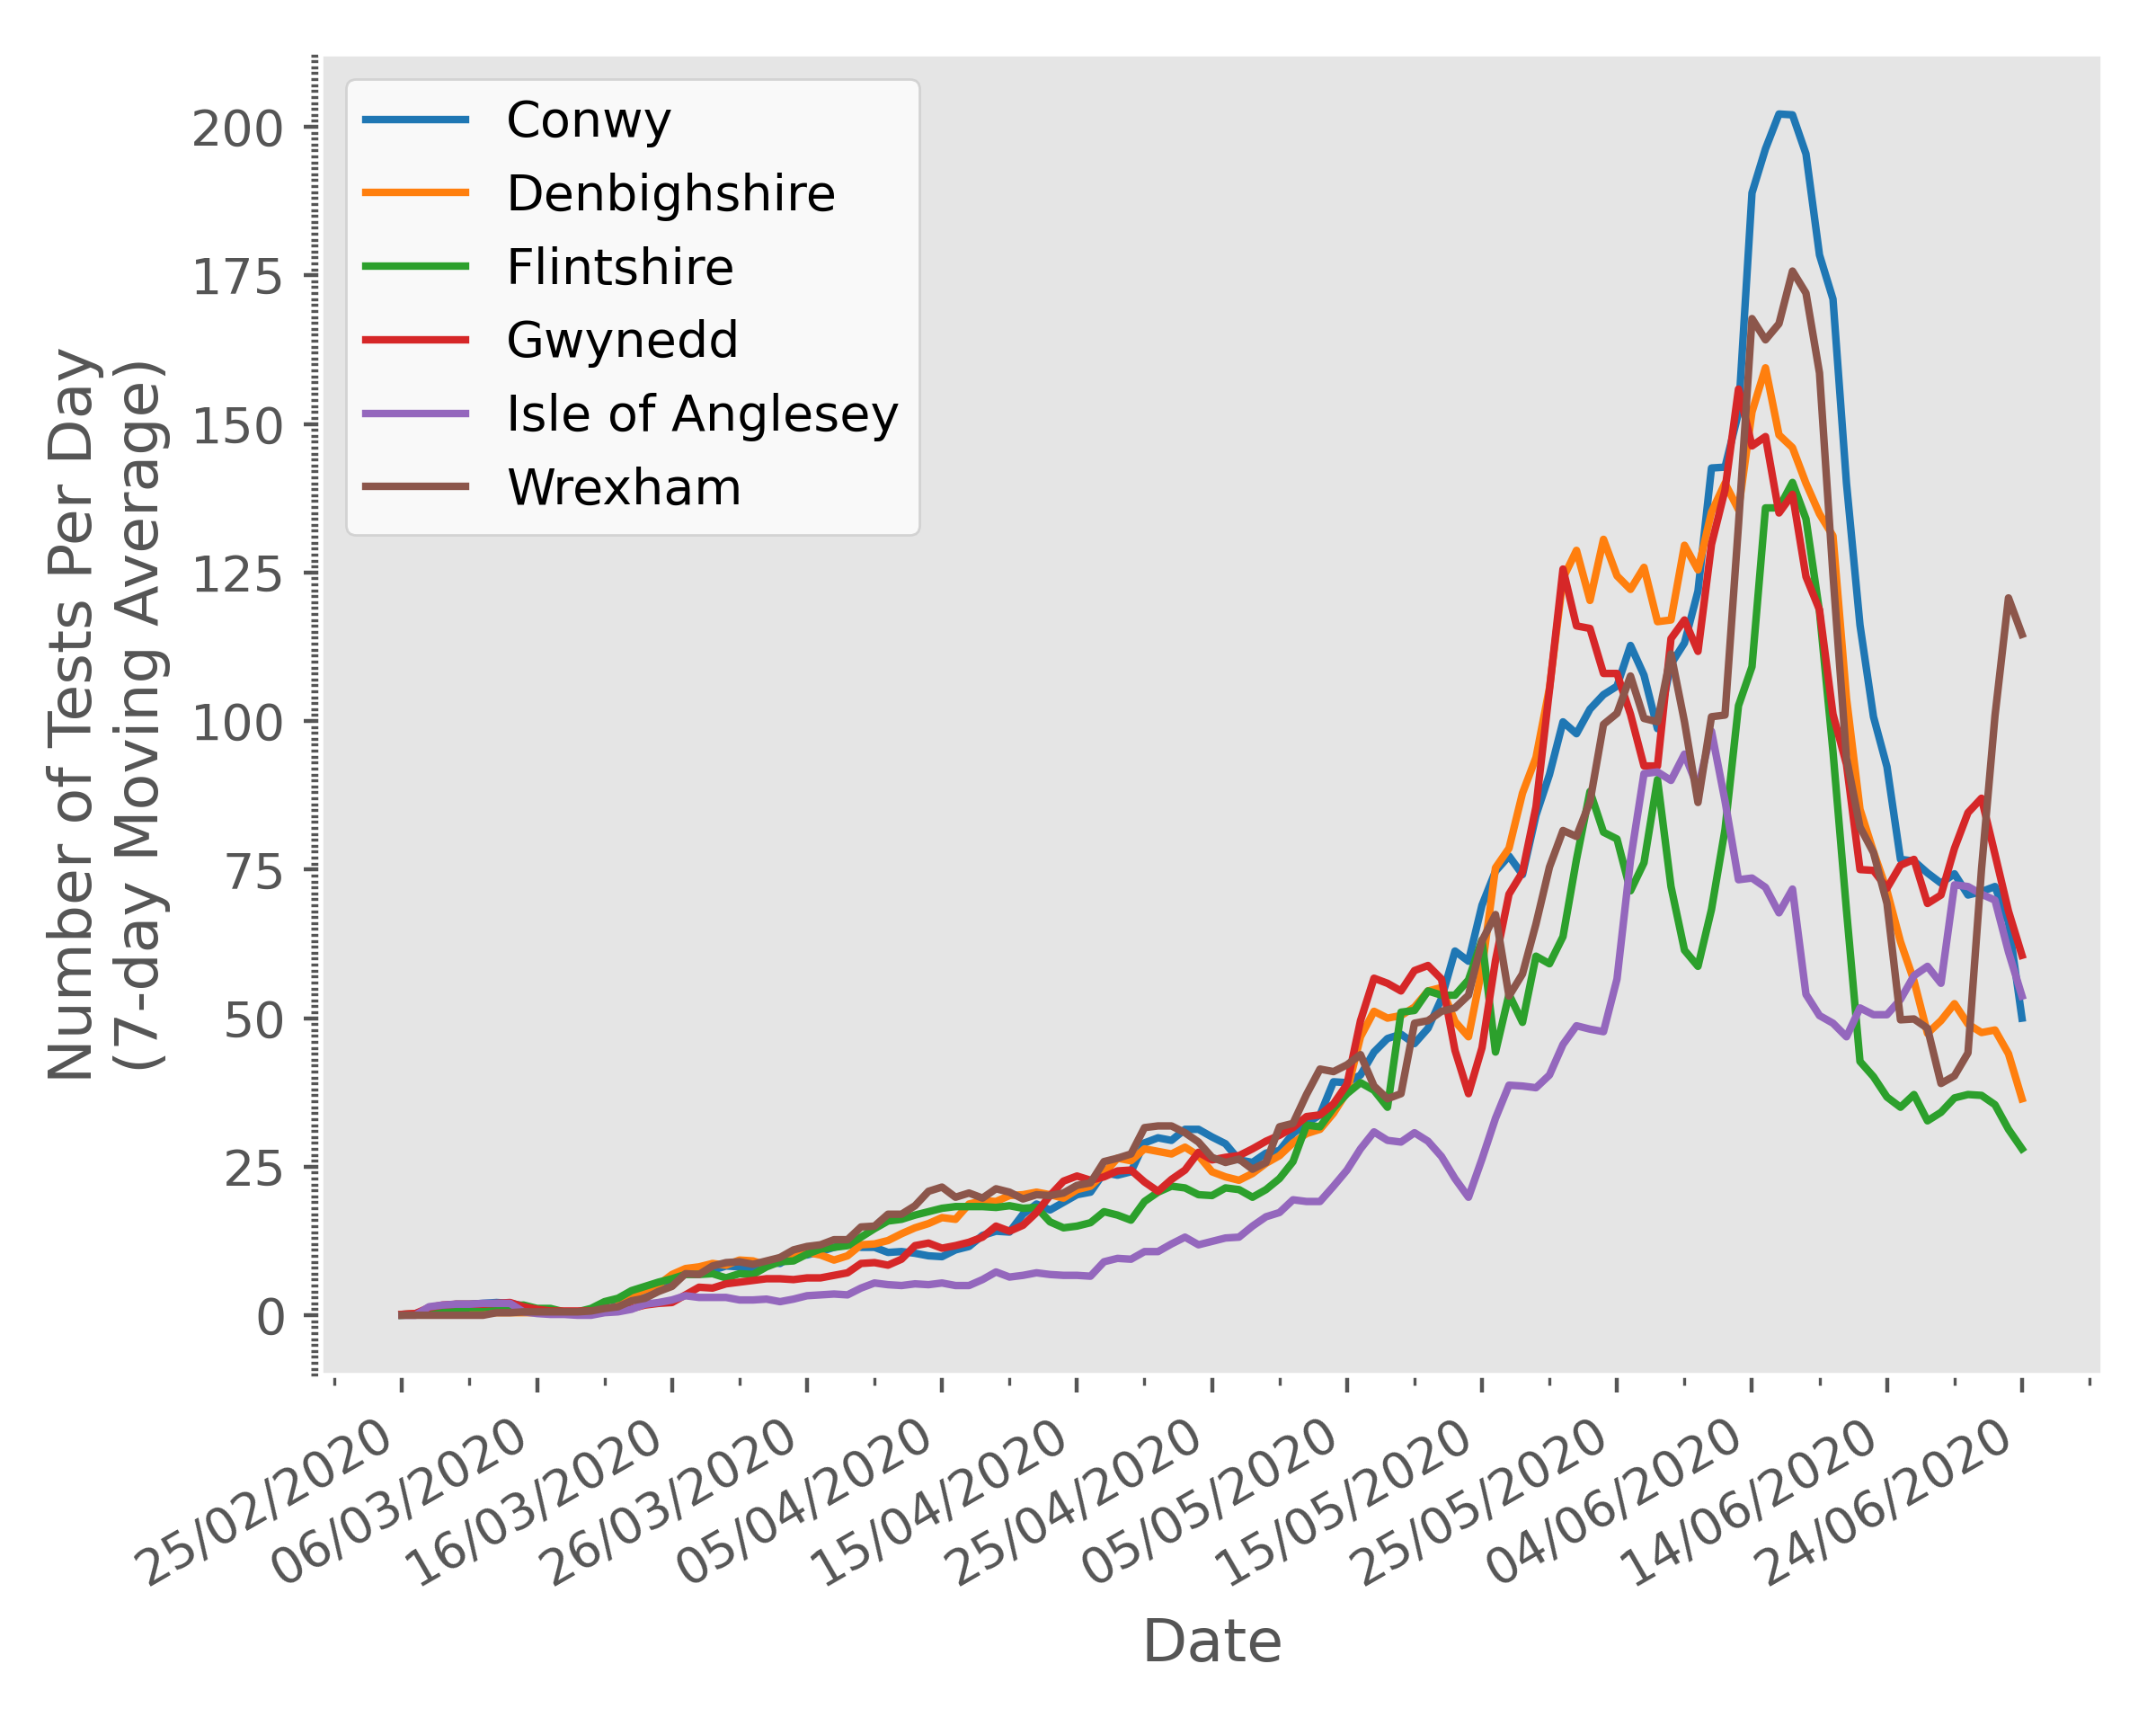 Number of Tests Per Day
(7-day Moving Average)
200
175
150
125
100
75
50
25
0
Conwy
Denbighshire
Flintshire
Gwynedd
Isle of Anglesey
Wrexham
25/02/2020
06/03/2020
16/03/2020
26/03/2020
05/04/2020
15/04/2020
25/04/2020
05/05/2020
15/05/2020
25/05/2020
04/06/2020
14/06/2020
24/06/2020
Date